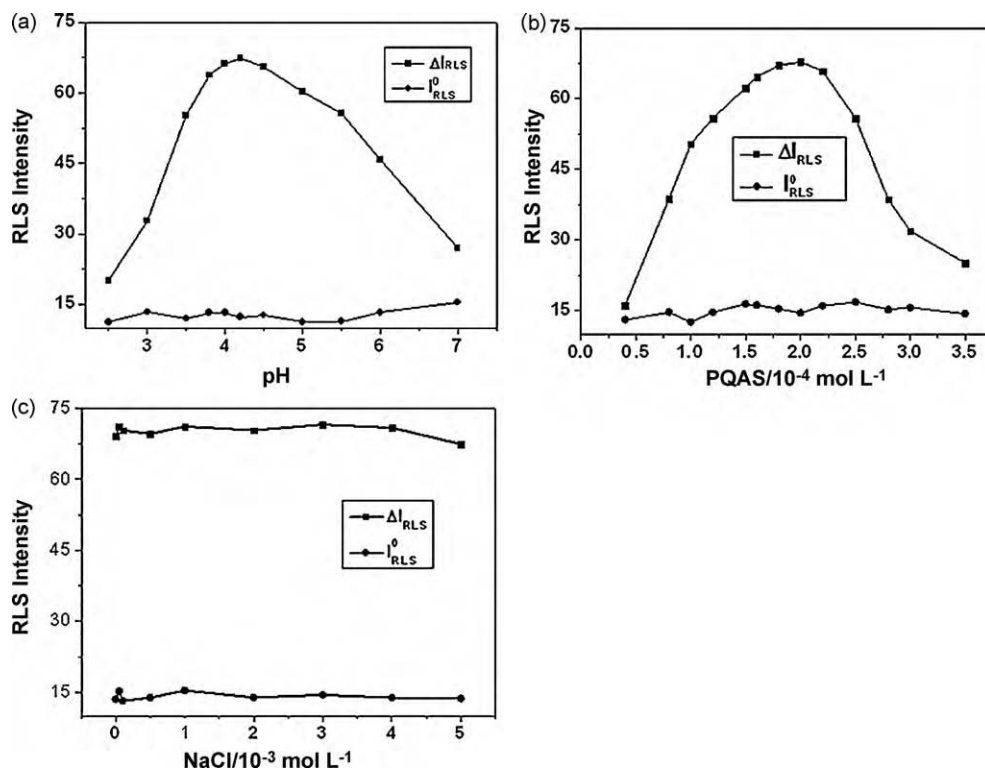 (a)
75
60
45
30
15
RLS Intensity
ΔI_RLS
I⁰_RLS
3 4 5 6 7
pH
(b)
75
60
45
30
15
RLS Intensity
ΔI_RLS
I⁰_RLS
0.0 0.5 1.0 1.5 2.0 2.5 3.0 3.5
PQAS/10⁻⁴ mol L⁻¹
(c)
75
60
45
30
15
RLS Intensity
ΔI_RLS
I⁰_RLS
0 1 2 3 4 5
NaCl/10⁻³ mol L⁻¹